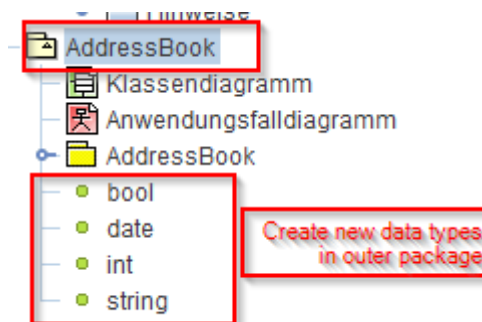 Hinweise
AddressBook
Klassendiagramm
Anwendungsfalldiagramm
AddressBook
bool
date
int
string
Create new data types
in outer package